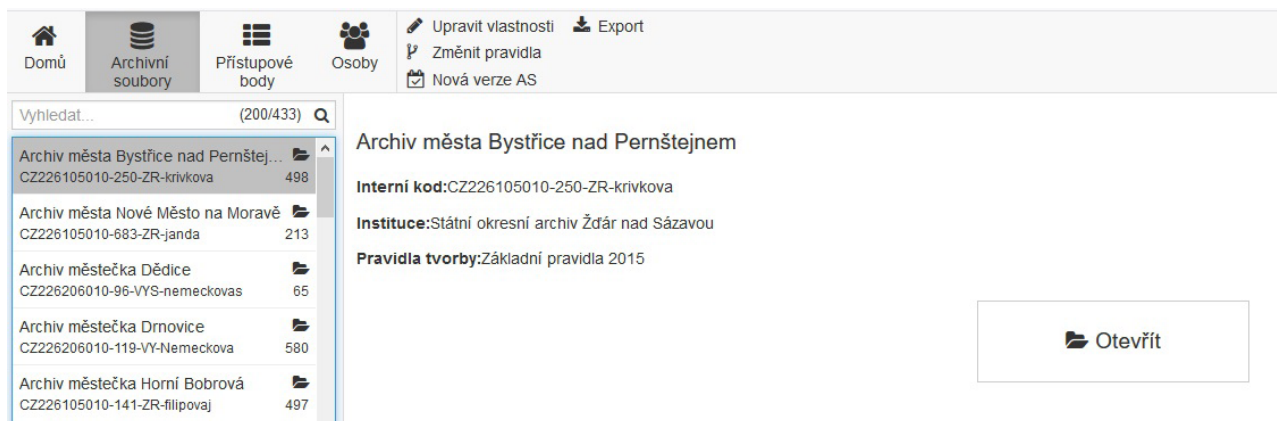 Domů
Archivní
soubory
Přístupové
body
Osoby
Upravit vlastnosti
Export
Změnit pravidla
Nová verze AS
Vyhledat...
(200/433)
Archiv města Bystřice nad Pernštej...
CZ226105010-250-ZR-krivkova
498
Archiv města Nové Město na Moravě
CZ226105010-683-ZR-janda
213
Archiv městečka Dědice
CZ226206010-96-VYS-nemeckovas
65
Archiv městečka Drnovice
CZ226206010-119-VY-Nemeckova
580
Archiv městečka Horní Bobrová
CZ226105010-141-ZR-filipovaj
497
Archiv města Bystřice nad Pernštejnem
Interní kod:CZ226105010-250-ZR-krivkova
Instituce:Státní okresní archiv Žďár nad Sázavou
Pravidla tvorby:Základní pravidla 2015
Otevřít